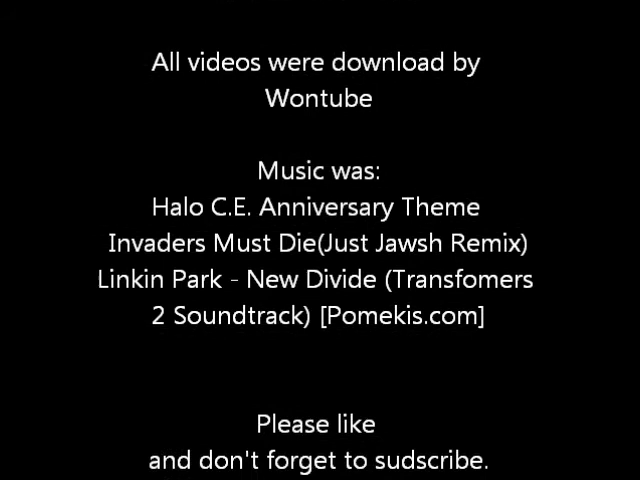 All videos were download by
Wontube
Music was:
Halo C.E. Anniversary Theme
Invaders Must Die(Just Jawsh Remix)
Linkin Park - New Divide (Transfomers
2 Soundtrack) [Pomekis.com]
Please like
and don't forget to sudscribe.